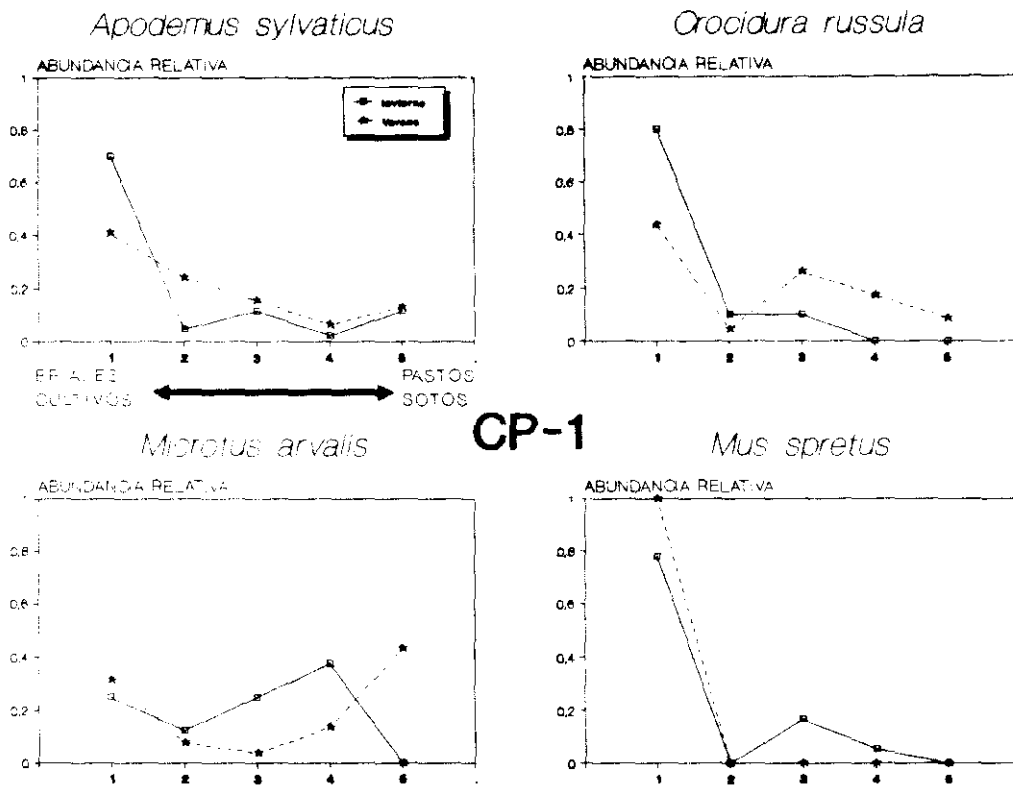 Apodemus sylvaticus
Crocidura russula
ABUNDANCIA RELATIVA
ABUNDANCIA RELATIVA
1
0.8
0.6
0.4
0.2
0
1
2
3
4
5
Invierno
Verano
1
0.8
0.6
0.4
0.2
0
1
2
3
4
5
ERIALES
CULTIVOS
PASTOS
SOTOS
CP-1
Microtus arvalis
Mus spretus
ABUNDANCIA RELATIVA
ABUNDANCIA RELATIVA
1
0.8
0.6
0.4
0.2
0
1
2
3
4
5
1
0.8
0.6
0.4
0.2
0
1
2
3
4
5